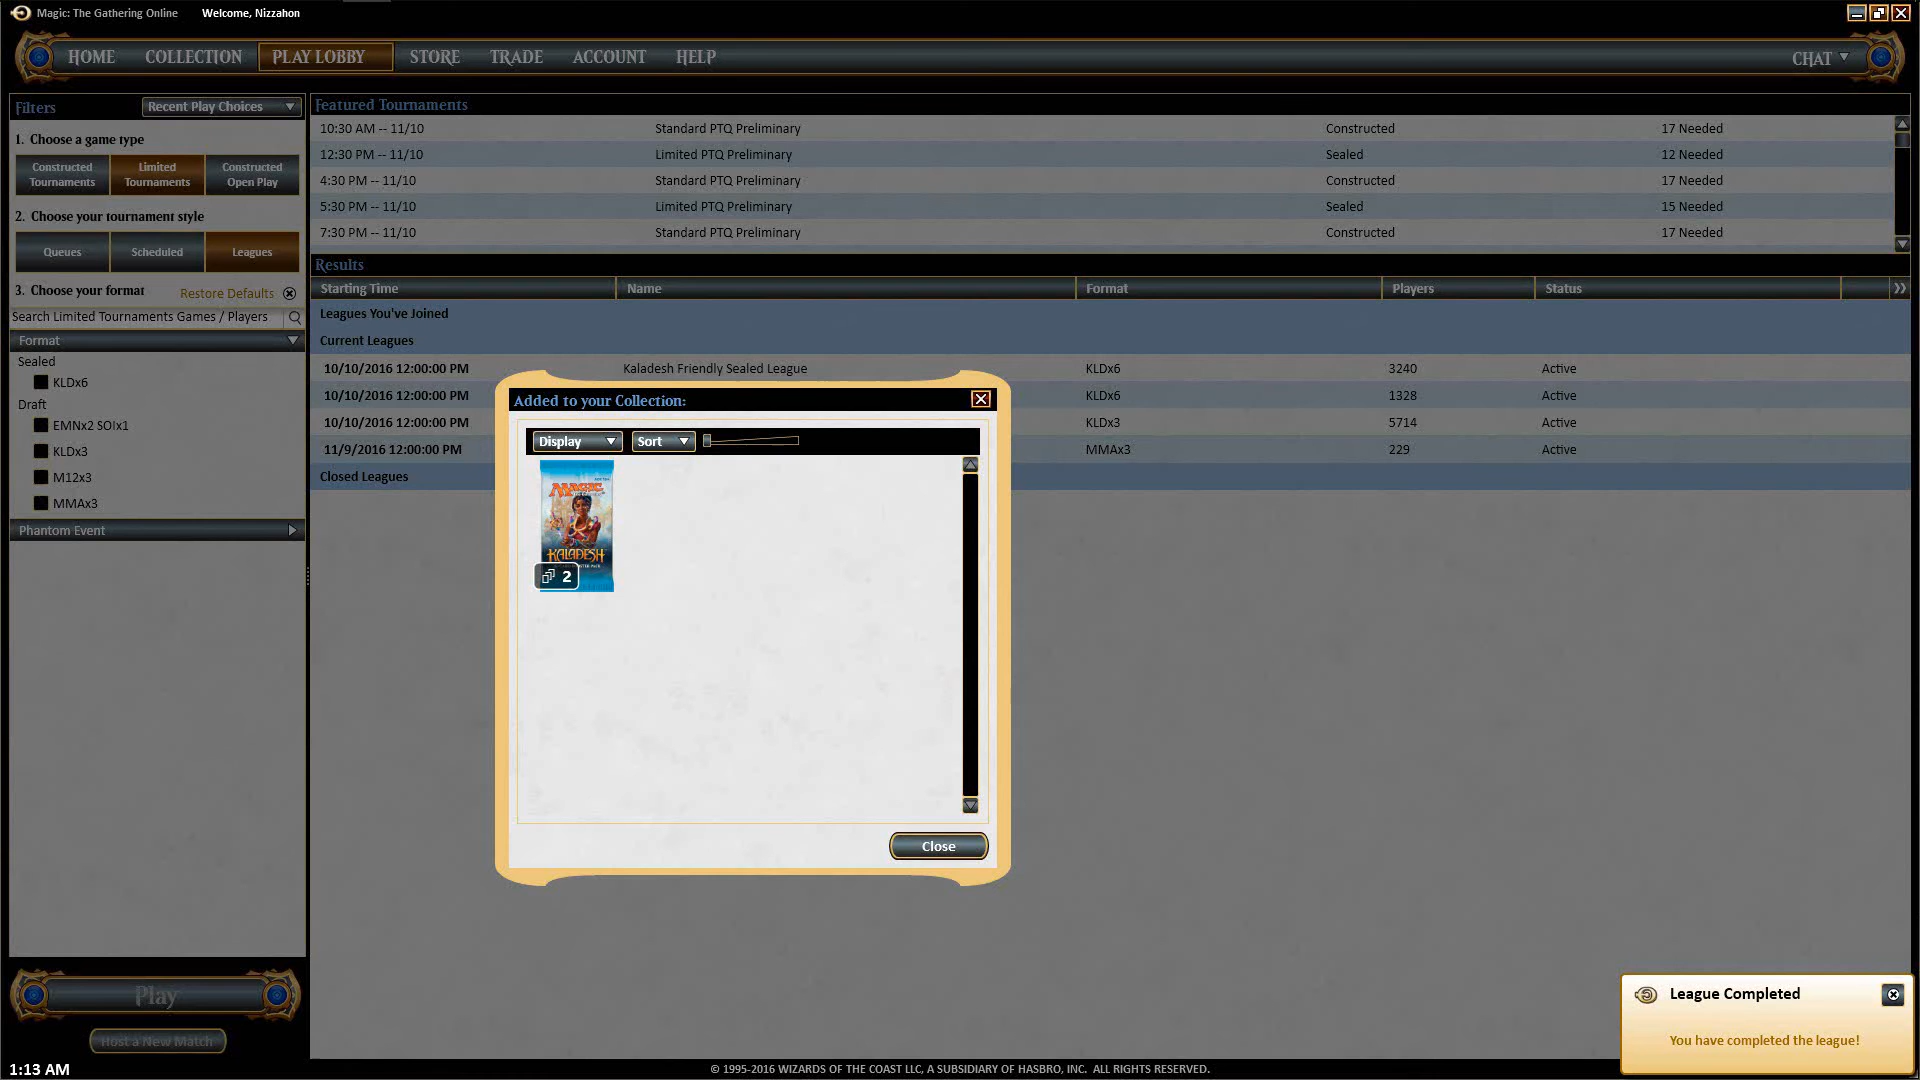 Magic: The Gathering Online Welcome, Nizzahon
HOME COLLECTION PLAY LOBBY STORE TRADE ACCOUNT HELP CHAT
Filters Recent Play Choices
1. Choose a game type
Constructed Tournaments
Limited Tournaments
Constructed Open Play
2. Choose your tournament style
Queues Scheduled Leagues
3. Choose your format Restore Defaults
Search Limited Tournaments Games / Players
Format
Sealed
KLDx6
Draft
EMNx2 SOIx1
KLDx3
M12x3
MMAx3
Phantom Event
Play
Host a New Match
1:13 AM
Featured Tournaments
10:30 AM -- 11/10 Standard PTQ Preliminary Constructed 17 Needed
12:30 PM -- 11/10 Limited PTQ Preliminary Sealed 12 Needed
4:30 PM -- 11/10 Standard PTQ Preliminary Constructed 17 Needed
5:30 PM -- 11/10 Limited PTQ Preliminary Sealed 15 Needed
7:30 PM -- 11/10 Standard PTQ Preliminary Constructed 17 Needed
Results
Starting Time Name Format Players Status
Leagues You've Joined
Current Leagues
10/10/2016 12:00:00 PM Kaladesh Friendly Sealed League KLDx6 3240 Active
10/10/2016 12:00:00 PM KLDx6 1328 Active
10/10/2016 12:00:00 PM KLDx3 5714 Active
11/9/2016 12:00:00 PM MMAx3 229 Active
Closed Leagues
Added to your Collection:
Display Sort
MAGIC
KALADESH
2
Close
League Completed
You have completed the league!
© 1995-2016 WIZARDS OF THE COAST LLC, A SUBSIDIARY OF HASBRO, INC. ALL RIGHTS RESERVED.